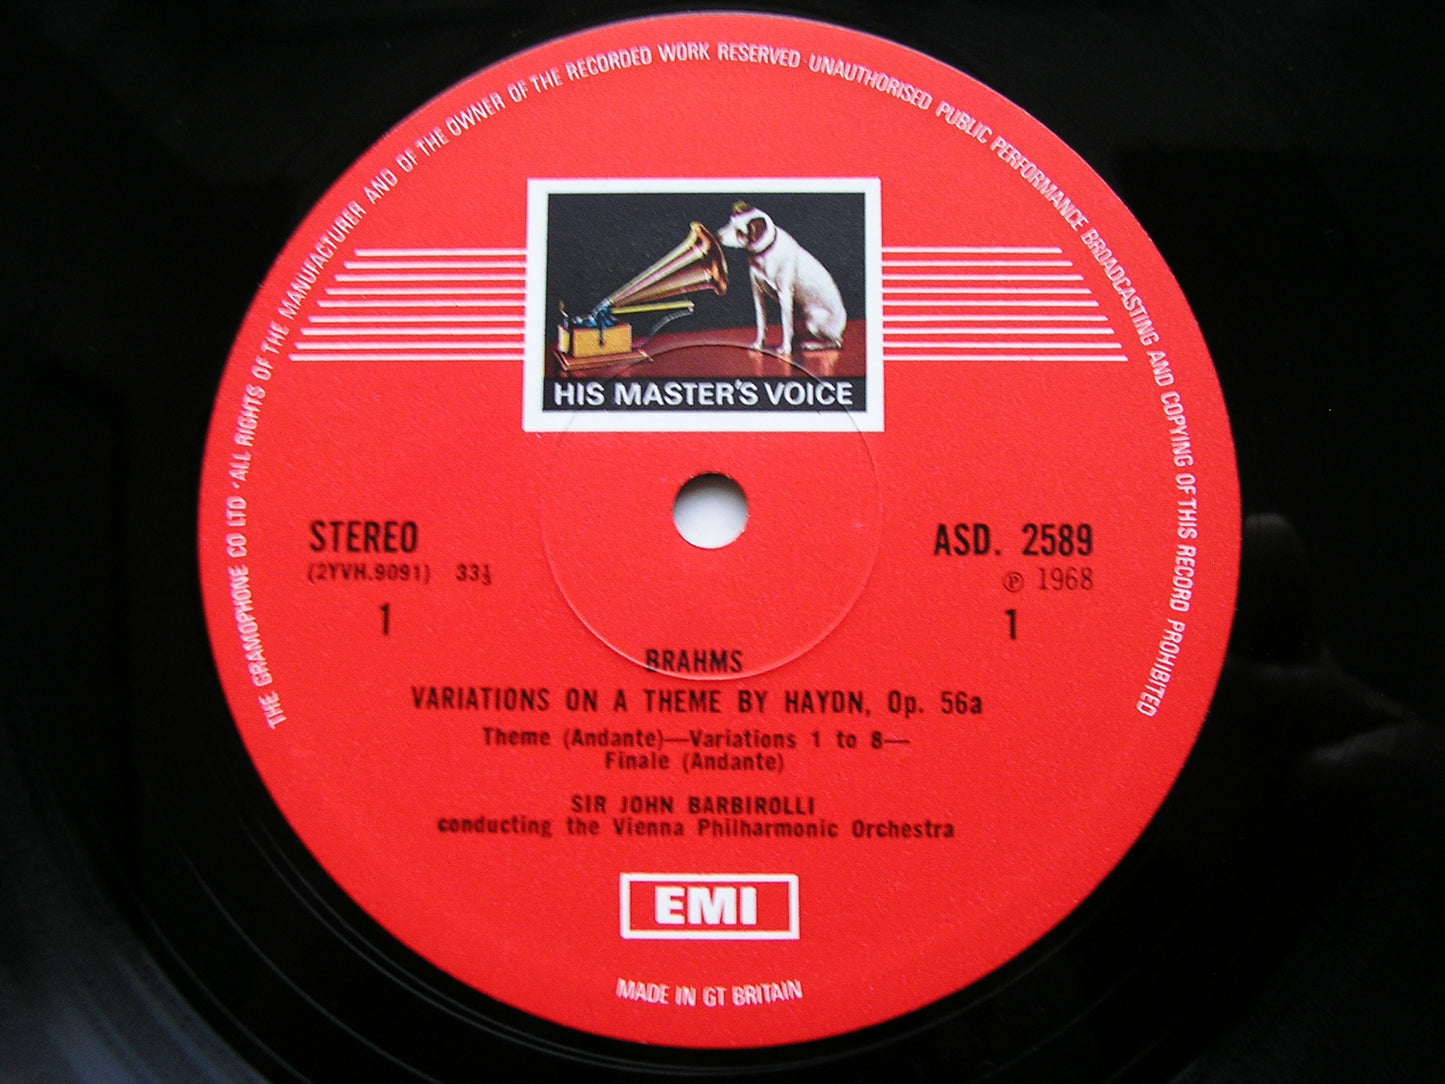 THE GRAMOPHONE CO LTD · ALL RIGHTS OF THE MANUFACTURER AND OF THE OWNER OF THE RECORDED WORK RESERVED · UNAUTHORISED PUBLIC PERFORMANCE BROADCASTING AND COPYING OF THIS RECORD PROHIBITED
HIS MASTER'S VOICE
STEREO
(2YVH.9091) 33⅓
1
ASD. 2589
℗ 1968
1
BRAHMS
VARIATIONS ON A THEME BY HAYDN, Op. 56a
Theme (Andante)—Variations 1 to 8—
Finale (Andante)
SIR JOHN BARBIROLLI
conducting the Vienna Philharmonic Orchestra
EMI
MADE IN GT BRITAIN